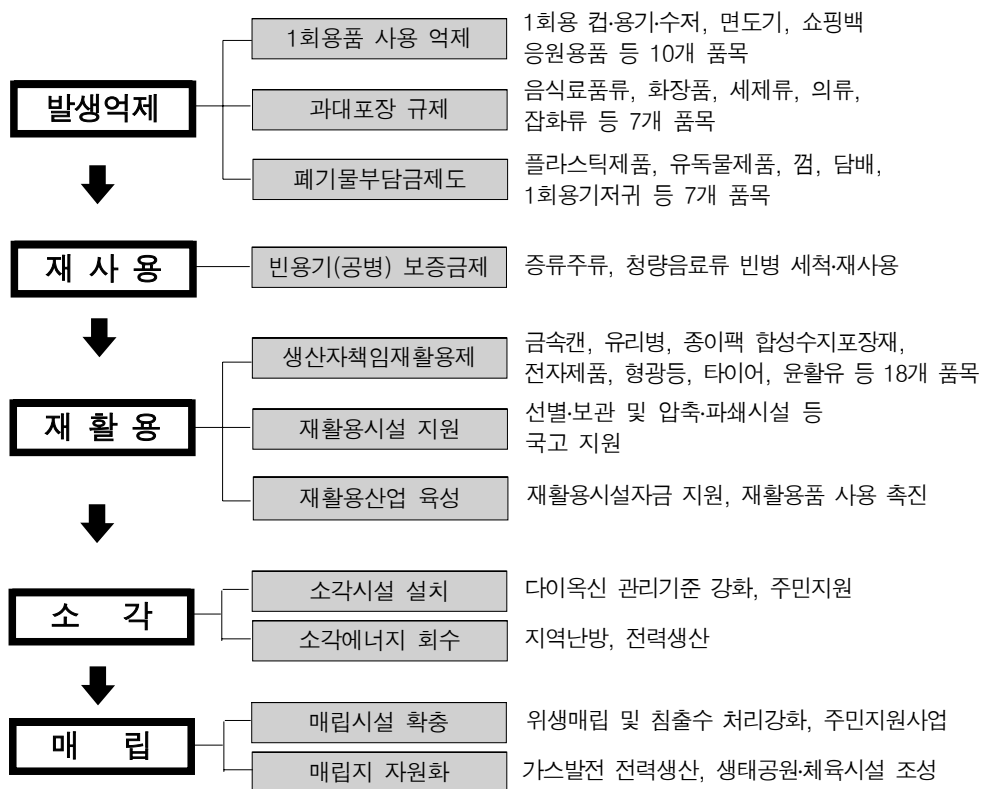 1회용품 사용 억제
1회용 컵·용기·수저, 면도기, 쇼핑백
응원용품 등 10개 품목
발생억제
과대포장 규제
음식료품류, 화장품, 세제류, 의류,
잡화류 등 7개 품목
폐기물부담금제도
플라스틱제품, 유독물제품, 껌, 담배,
1회용기저귀 등 7개 품목
재 사 용
빈용기(공병) 보증금제
증류주류, 청량음료류 빈병 세척·재사용
생산자책임재활용제
금속캔, 유리병, 종이팩 합성수지포장재,
전자제품, 형광등, 타이어, 윤활유 등 18개 품목
재 활 용
재활용시설 지원
선별·보관 및 압축·파쇄시설 등
국고 지원
재활용산업 육성
재활용시설자금 지원, 재활용품 사용 촉진
소 각
소각시설 설치
다이옥신 관리기준 강화, 주민지원
소각에너지 회수
지역난방, 전력생산
매 립
매립시설 확충
위생매립 및 침출수 처리강화, 주민지원사업
매립지 자원화
가스발전 전력생산, 생태공원·체육시설 조성